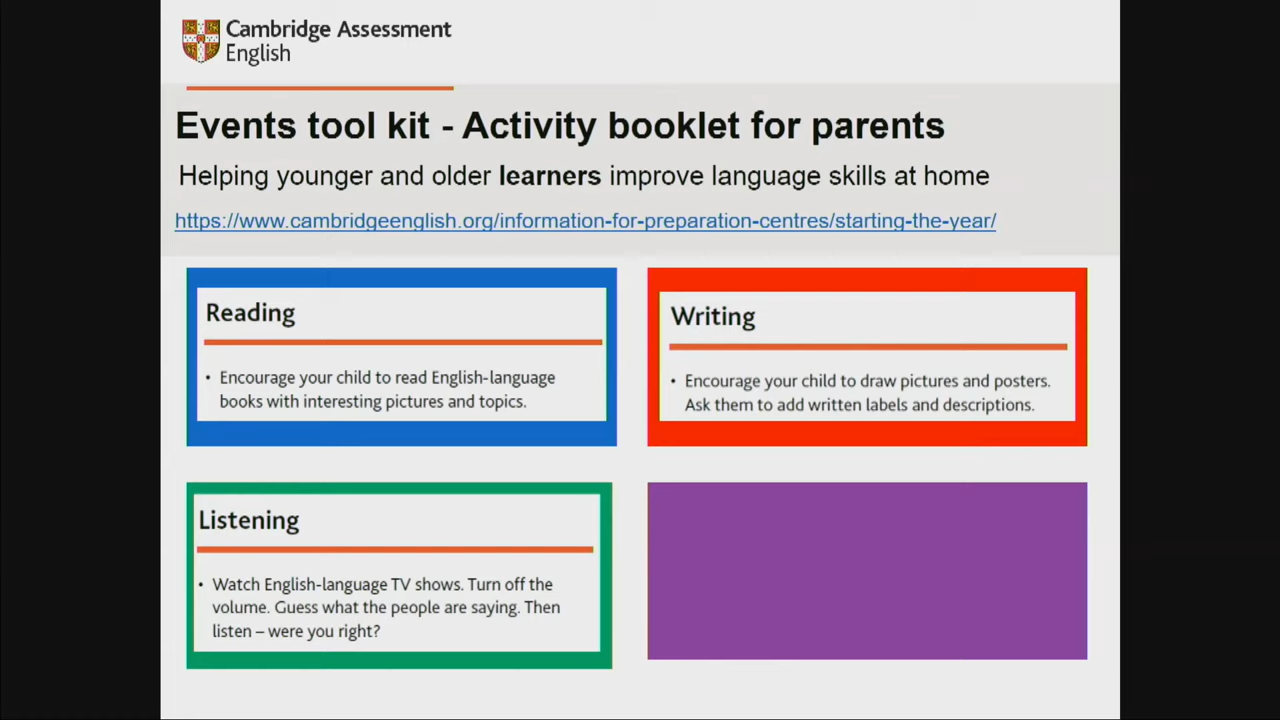 Cambridge Assessment
English
Events tool kit - Activity booklet for parents
Helping younger and older learners improve language skills at home
https://www.cambridgeenglish.org/information-for-preparation-centres/starting-the-year/
Reading
• Encourage your child to read English-language
books with interesting pictures and topics.
Writing
• Encourage your child to draw pictures and posters.
Ask them to add written labels and descriptions.
Listening
• Watch English-language TV shows. Turn off the
volume. Guess what the people are saying. Then
listen – were you right?